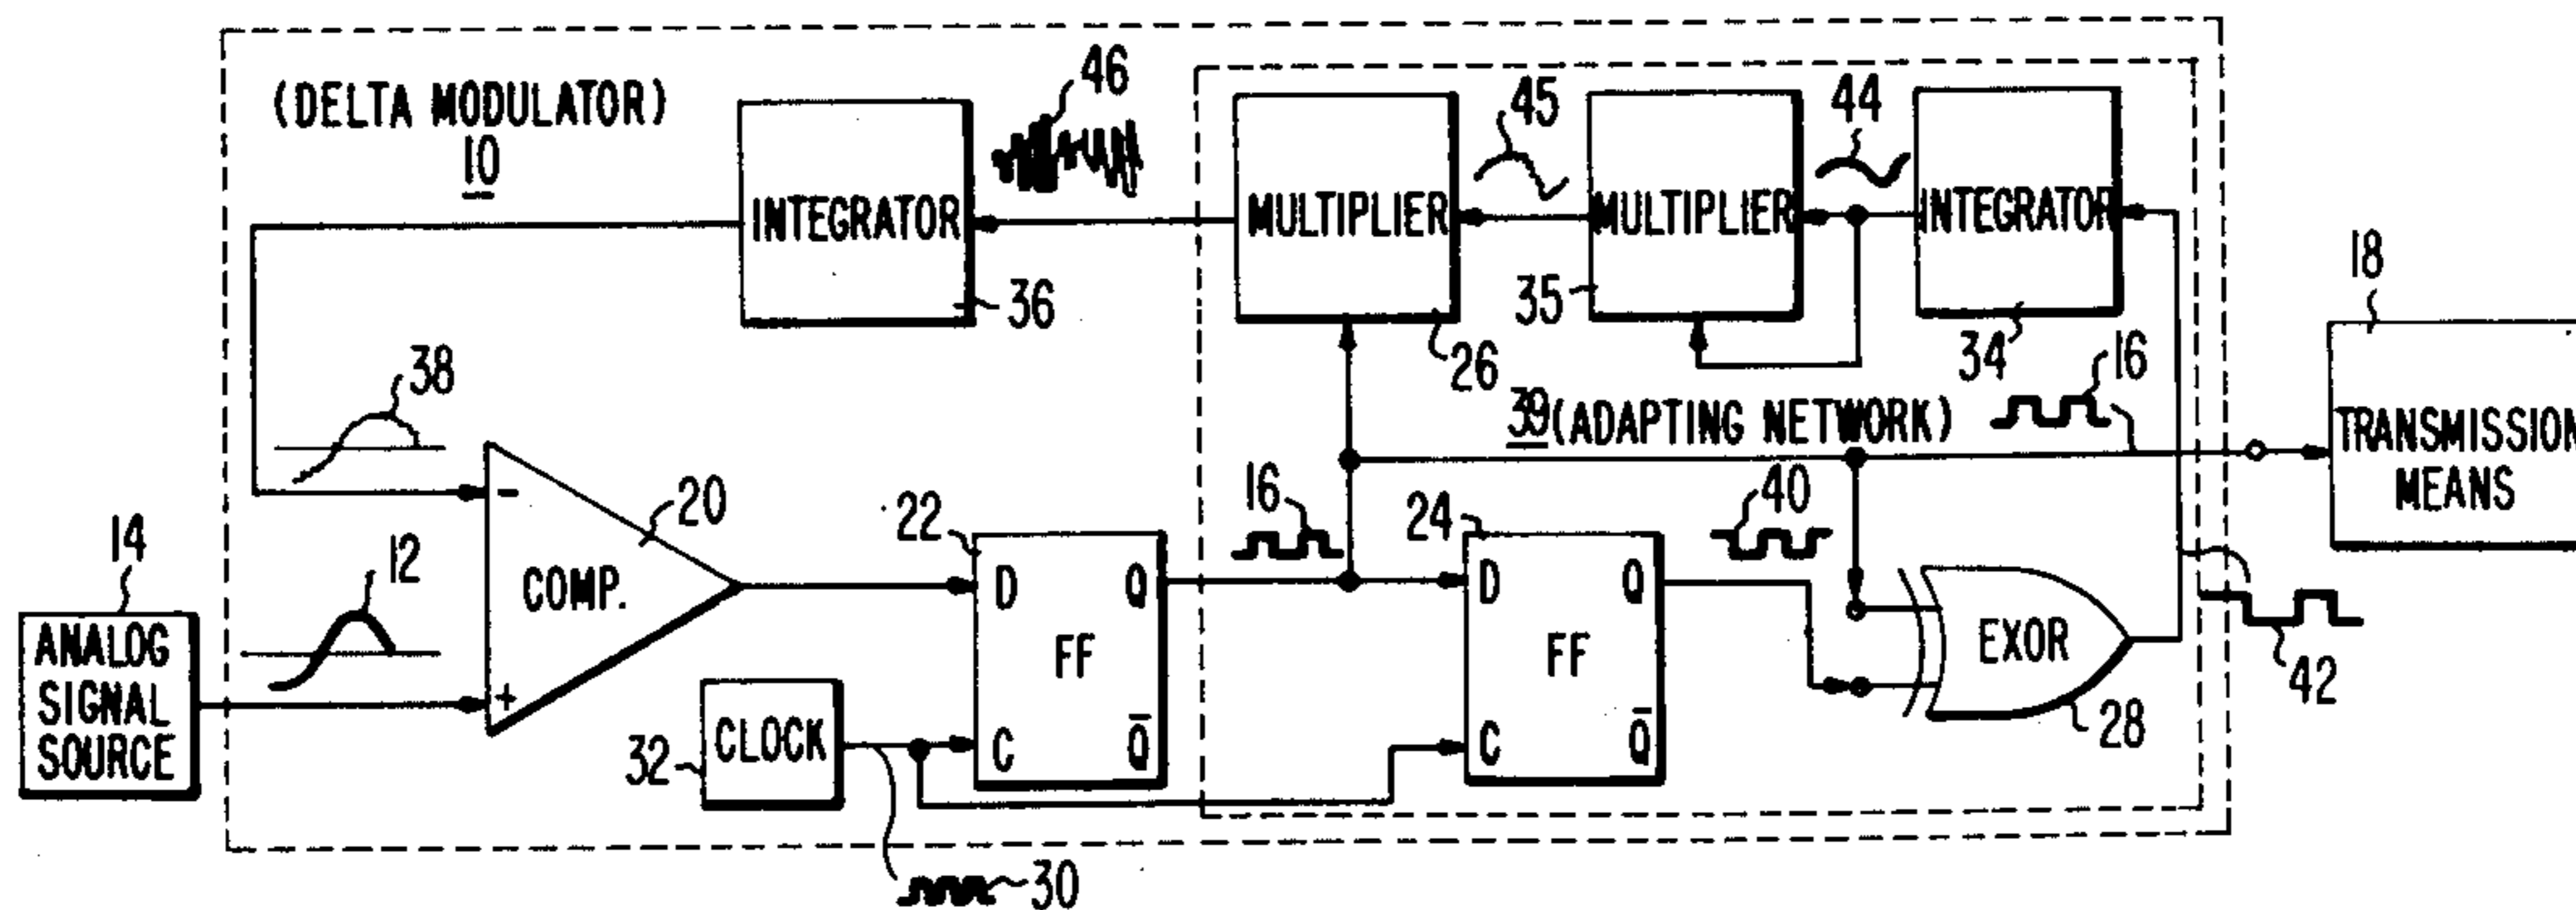 (DELTA MODULATOR)
10
46
45
44
INTEGRATOR
MULTIPLIER
MULTIPLIER
INTEGRATOR
36
26
35
34
18
16
38
39 (ADAPTING NETWORK)
TRANSMISSION
MEANS
14
12
20
22
16
24
40
-
+
COMP.
D Q
FF
C Q̄
D Q
FF
C Q̄
EXOR
28
42
ANALOG
SIGNAL
SOURCE
32
CLOCK
30